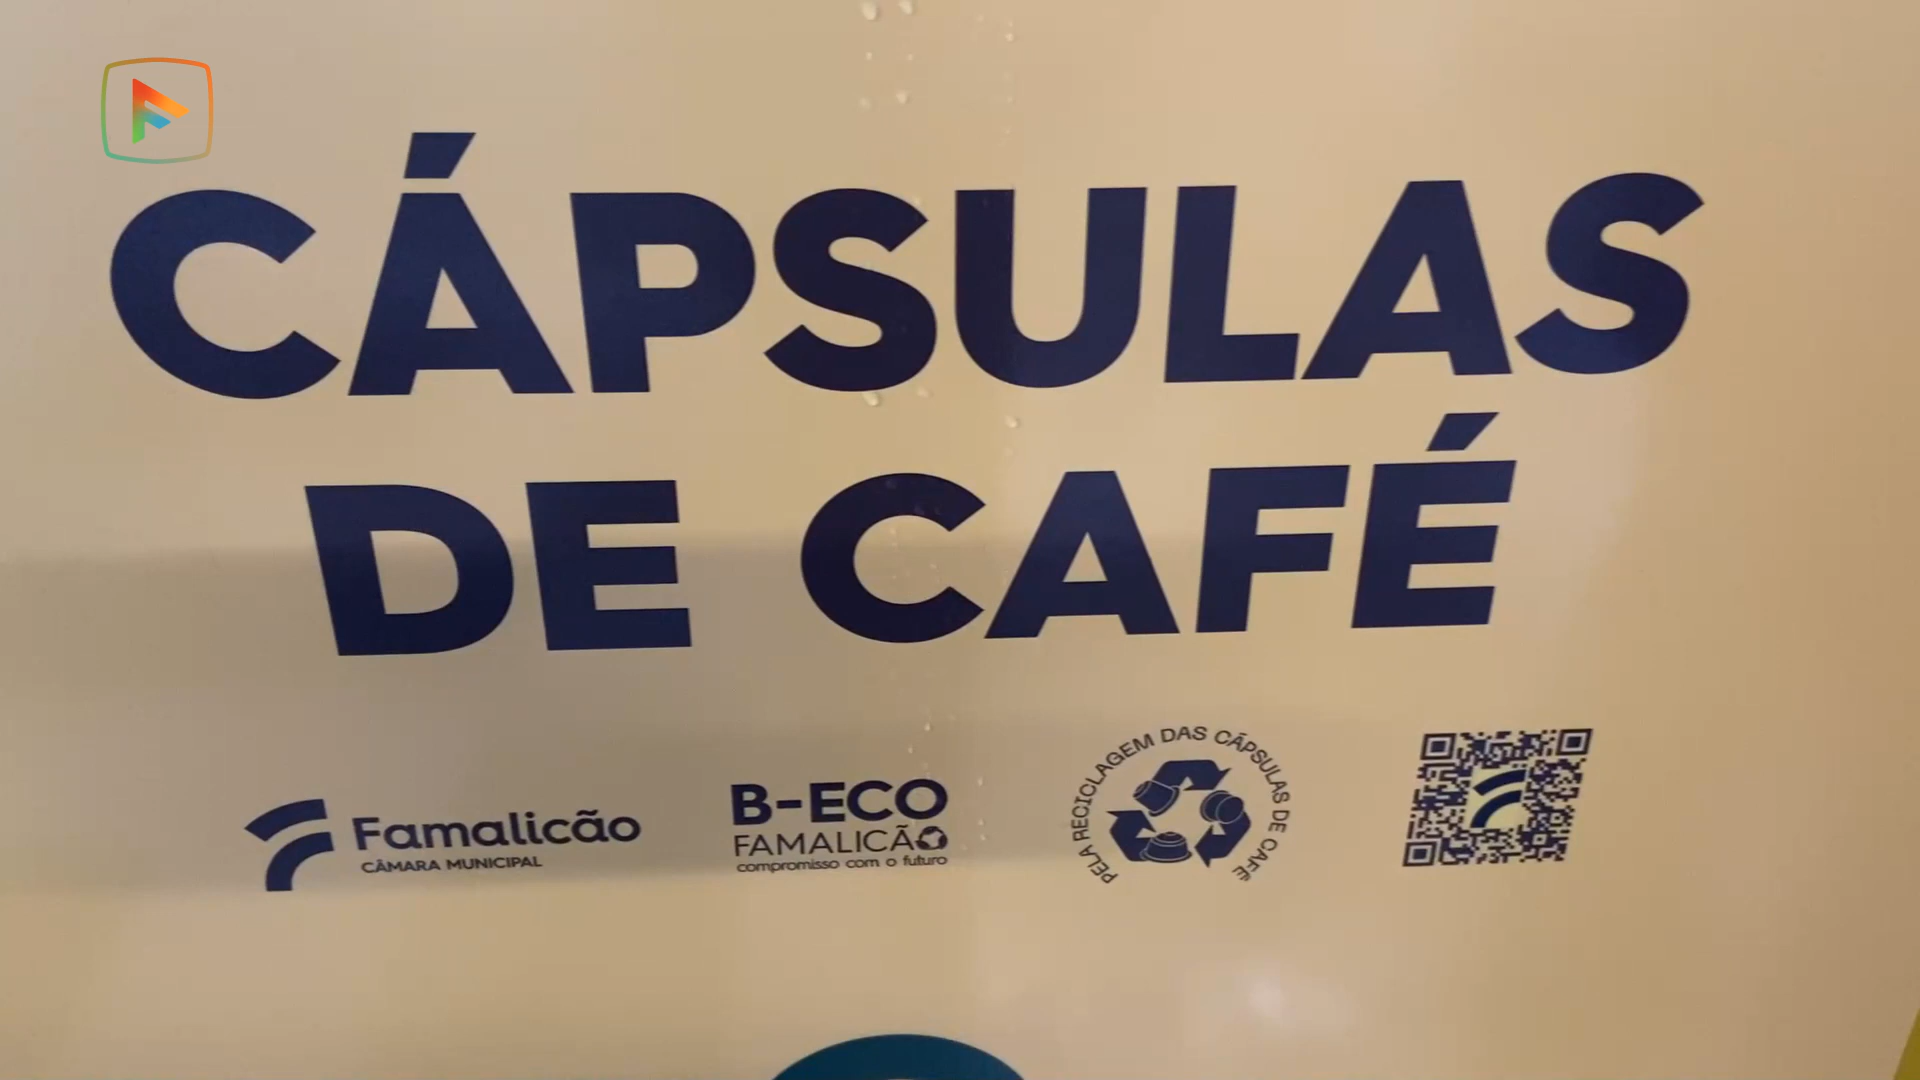 CÁPSULAS
DE CAFÉ
Famalicão
CÂMARA MUNICIPAL
B-ECO
FAMALICÃO
compromisso com o futuro
PELA RECICLAGEM DAS CÁPSULAS DE CAFÉ